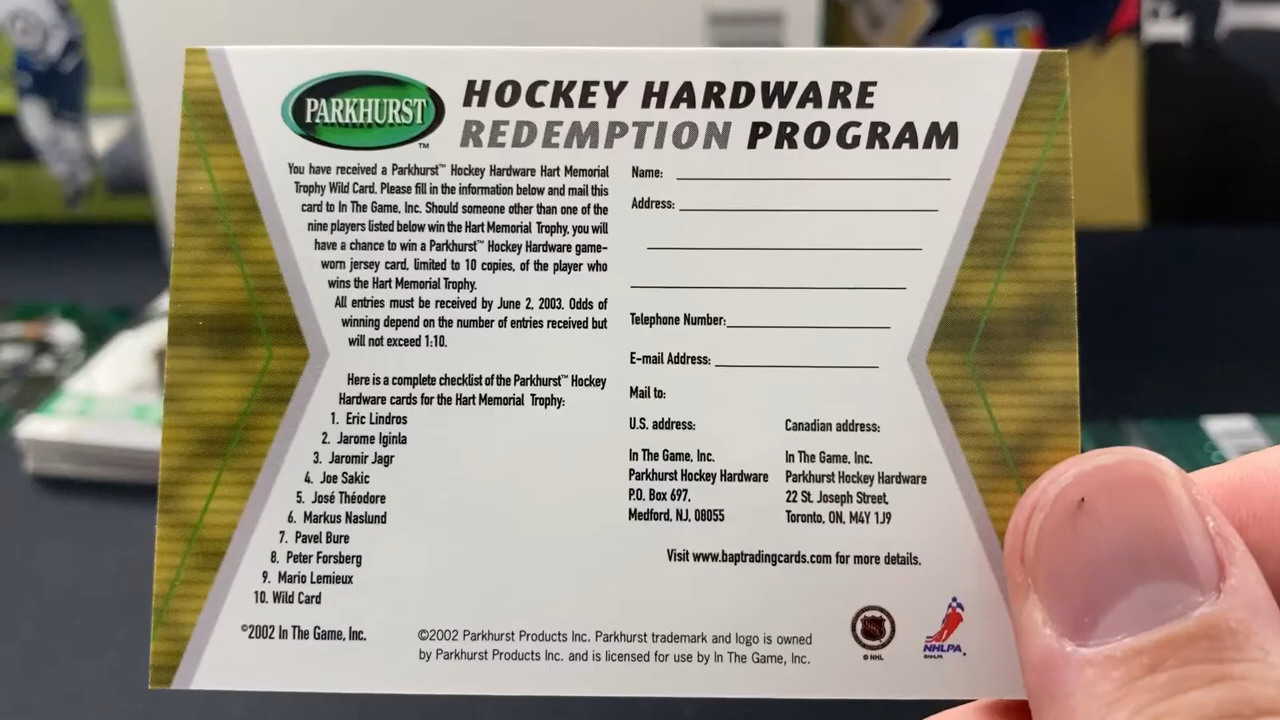 PARKHURST™
HOCKEY HARDWARE
REDEMPTION PROGRAM
You have received a Parkhurst™ Hockey Hardware Hart Memorial
Trophy Wild Card. Please fill in the information below and mail this
card to In The Game, Inc. Should someone other than one of the
nine players listed below win the Hart Memorial Trophy, you will
have a chance to win a Parkhurst™ Hockey Hardware game-
worn jersey card, limited to 10 copies, of the player who
wins the Hart Memorial Trophy.
All entries must be received by June 2, 2003. Odds of
winning depend on the number of entries received but
will not exceed 1:10.
Here is a complete checklist of the Parkhurst™ Hockey
Hardware cards for the Hart Memorial Trophy:
1. Eric Lindros
2. Jarome Iginla
3. Jaromir Jagr
4. Joe Sakic
5. José Théodore
6. Markus Naslund
7. Pavel Bure
8. Peter Forsberg
9. Mario Lemieux
10. Wild Card
©2002 In The Game, Inc.
Name:
Address:
Telephone Number:
E-mail Address:
Mail to:
U.S. address:
In The Game, Inc.
Parkhurst Hockey Hardware
P.O. Box 697,
Medford, NJ, 08055
Canadian address:
In The Game, Inc.
Parkhurst Hockey Hardware
22 St. Joseph Street,
Toronto, ON, M4Y 1J9
Visit www.baptradingcards.com for more details.
©2002 Parkhurst Products Inc. Parkhurst trademark and logo is owned
by Parkhurst Products Inc. and is licensed for use by In The Game, Inc.
© NHL
NHLPA